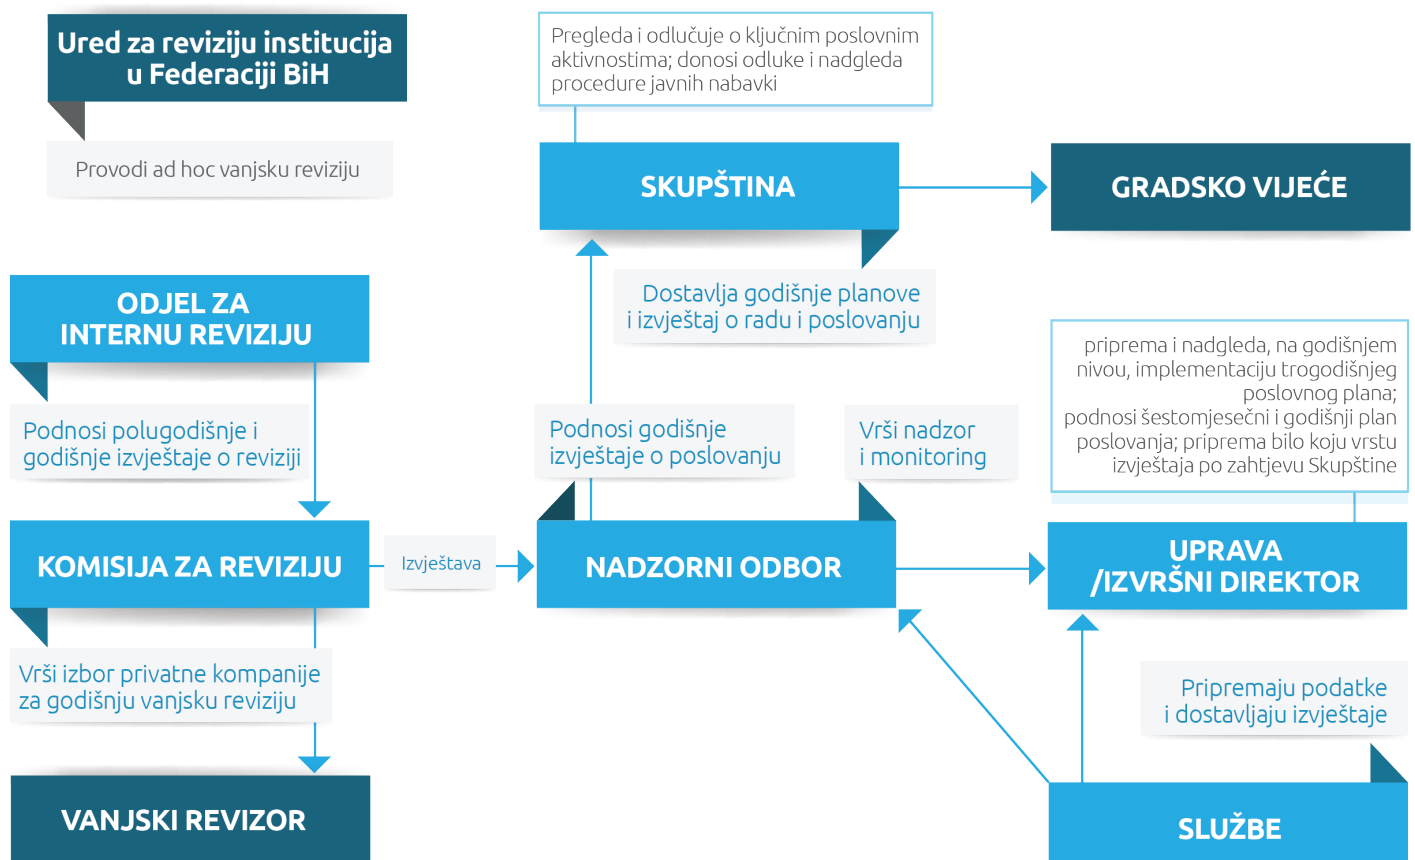 Ured za reviziju institucija
u Federaciji BiH
Provodi ad hoc vanjsku reviziju
Pregleda i odlučuje o ključnim poslovnim
aktivnostima; donosi odluke i nadgleda
procedure javnih nabavki
SKUPŠTINA
GRADSKO VIJEĆE
Dostavlja godišnje planove
i izvještaj o radu i poslovanju
ODJEL ZA
INTERNU REVIZIJU
Podnosi polugodišnje i
godišnje izvještaje o reviziji
Podnosi godišnje
izvještaje o poslovanju
Vrši nadzor
i monitoring
priprema i nadgleda, na godišnjem
nivou, implementaciju trogodišnjeg
poslovnog plana;
podnosi šestomjesečni i godišnji plan
poslovanja; priprema bilo koju vrstu
izvještaja po zahtjevu Skupštine
KOMISIJA ZA REVIZIJU
Izvještava
NADZORNI ODBOR
UPRAVA
/IZVRŠNI DIREKTOR
Vrši izbor privatne kompanije
za godišnju vanjsku reviziju
Pripremaju podatke
i dostavljaju izvještaje
VANJSKI REVIZOR
SLUŽBE